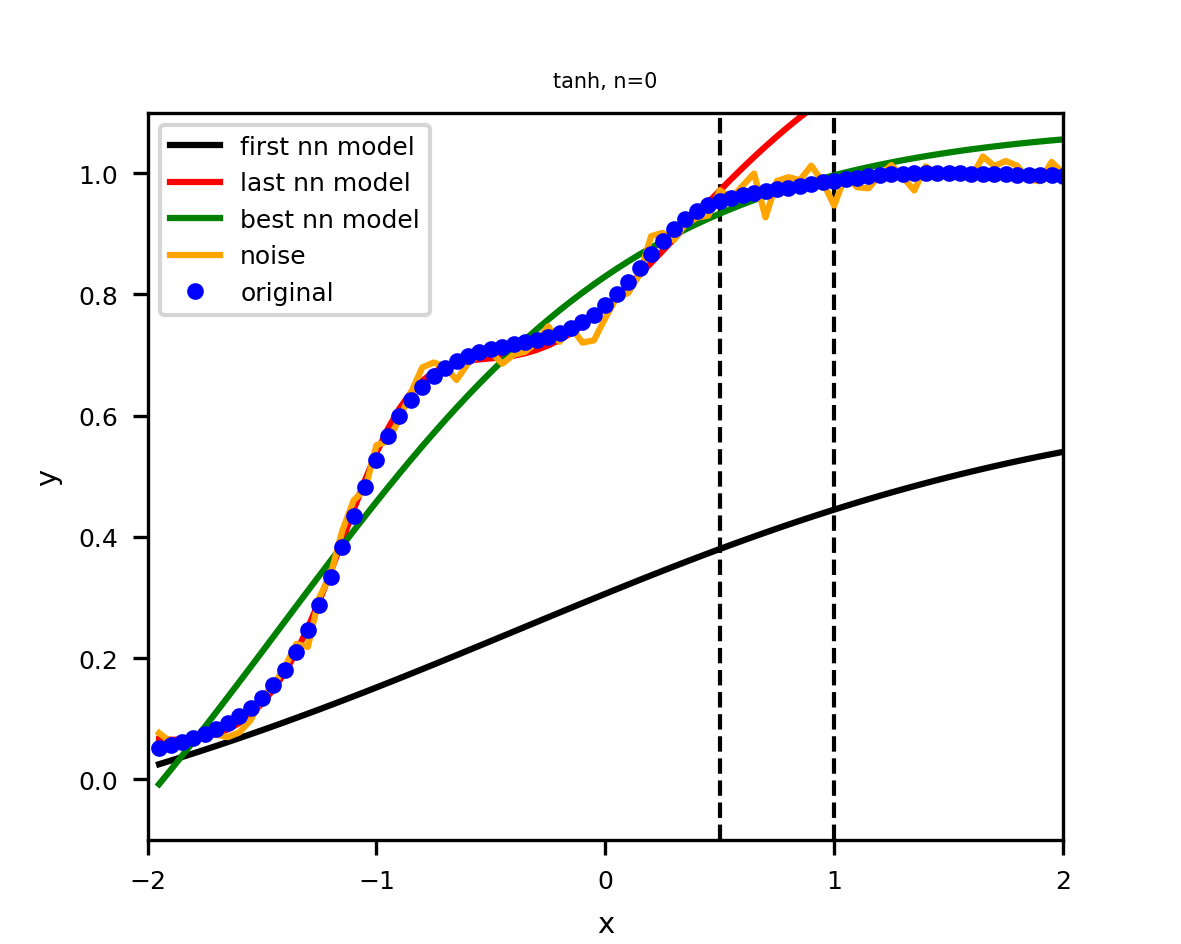 tanh, n=0
first nn model
last nn model
best nn model
noise
original
1.0
0.8
0.6
0.4
0.2
0.0
y
−2
−1
0
1
2
x